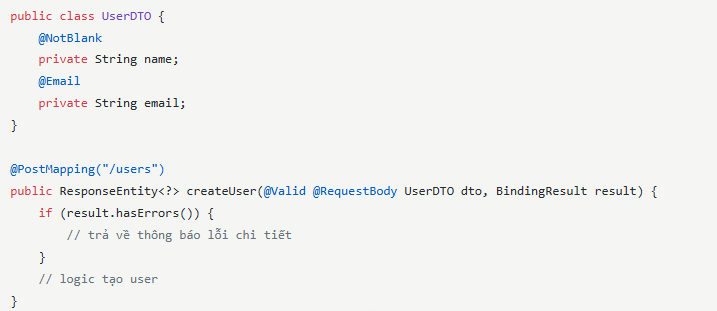 public class UserDTO {
    @NotBlank
    private String name;
    @Email
    private String email;
}

@PostMapping("/users")
public ResponseEntity<?> createUser(@Valid @RequestBody UserDTO dto, BindingResult result) {
    if (result.hasErrors()) {
        // trả về thông báo lỗi chi tiết
    }
    // logic tạo user
}